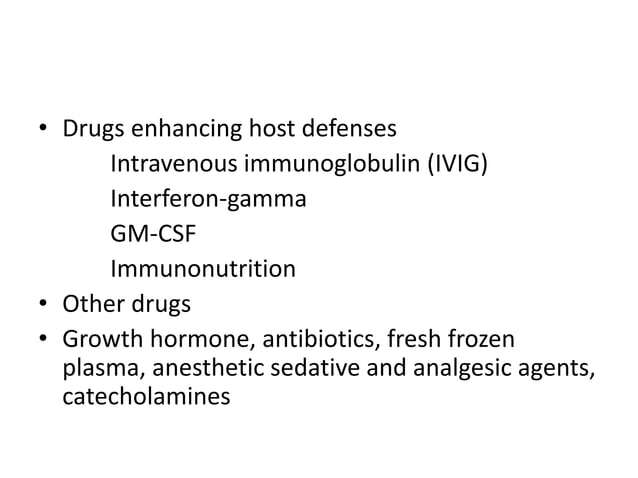 • Drugs enhancing host defenses
Intravenous immunoglobulin (IVIG)
Interferon-gamma
GM-CSF
Immunonutrition
• Other drugs
• Growth hormone, antibiotics, fresh frozen
plasma, anesthetic sedative and analgesic agents,
catecholamines